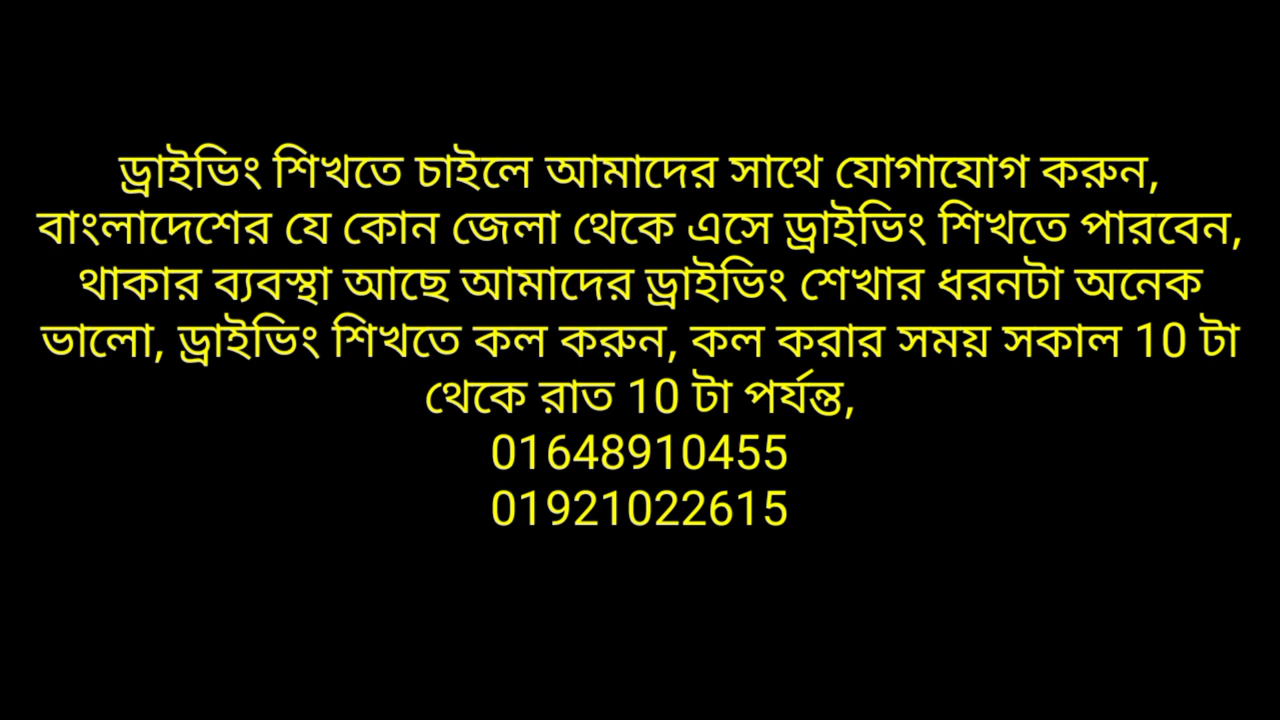 ড্রাইভিং শিখতে চাইলে আমাদের সাথে যোগাযোগ করুন,
বাংলাদেশের যে কোন জেলা থেকে এসে ড্রাইভিং শিখতে পারবেন,
থাকার ব্যবস্থা আছে আমাদের ড্রাইভিং শেখার ধরনটা অনেক
ভালো, ড্রাইভিং শিখতে কল করুন, কল করার সময় সকাল 10 টা
থেকে রাত 10 টা পর্যন্ত,
01648910455
01921022615